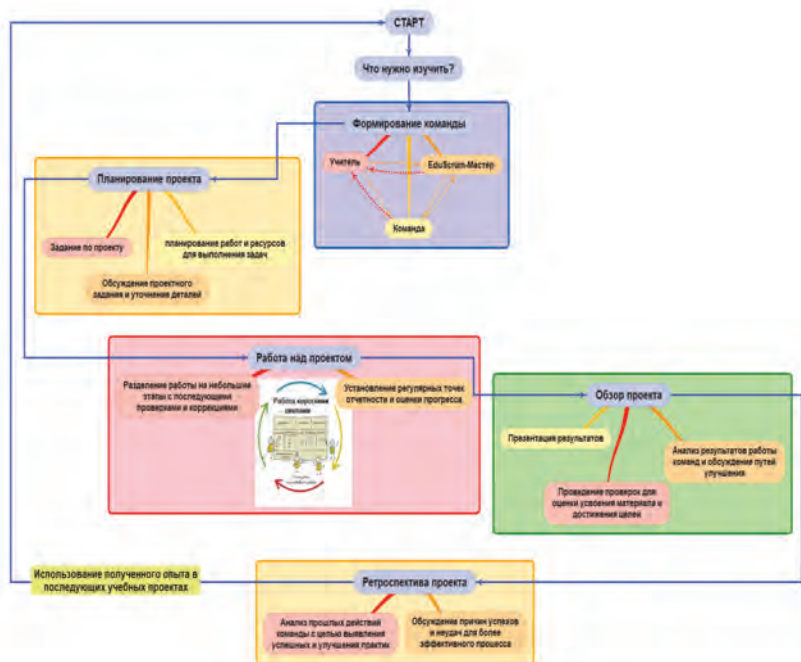 СТАРТ
Что нужно изучить?
Формирование команды
Учитель
EduScrum-Мастер
Команда
Планирование проекта
Задание по проекту
планирование работ и ресурсов
для выполнения задач
Обсуждение проектного
задания и уточнение деталей
Работа над проектом
Разделение работы на небольшие
этапы с последующими
проверками и коррекциями
Установление регулярных точек
отчетности и оценки прогресса
Работа короткими
Обзор проекта
Презентация результатов
Анализ результатов работы
команд и обсуждение путей
улучшения
Проведение проверок для
оценки усвоения материала и
достижения целей
Использование полученного опыта в
последующих учебных проектах
Ретроспектива проекта
Анализ прошлых действий
команды с целью выявления
успешных и улучшения практик
Обсуждение причин успехов
и неудач для более
эффективного процесса